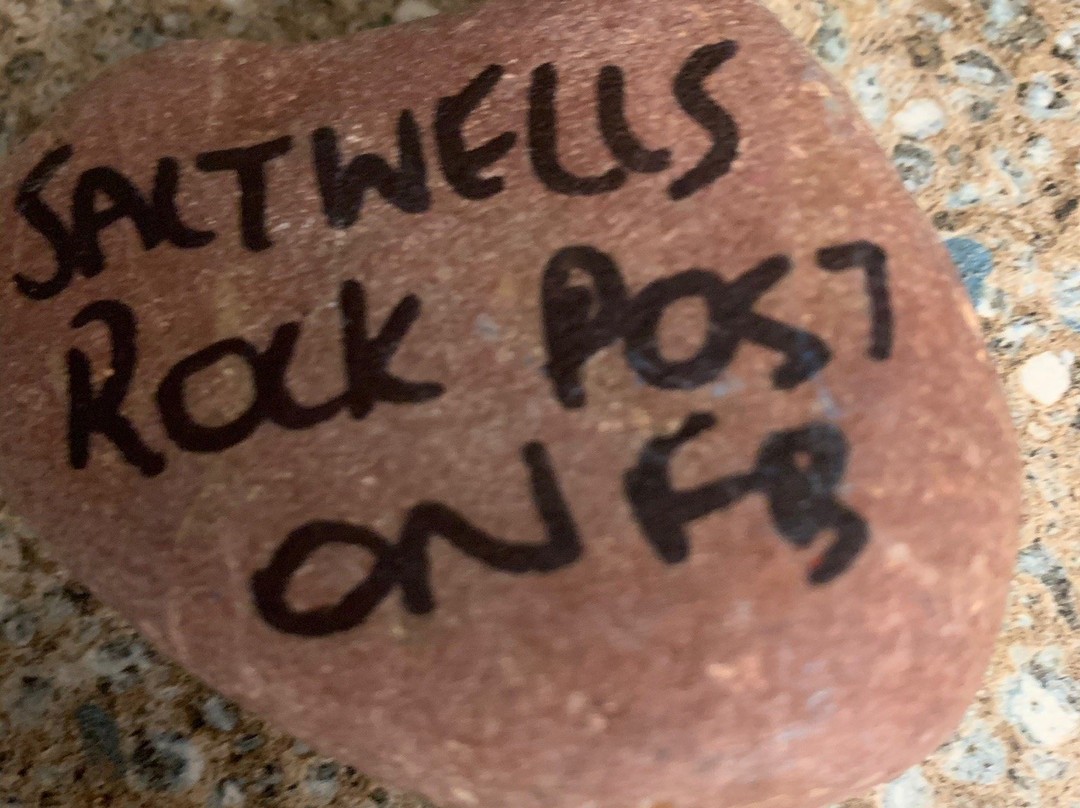 SALTWELLS
ROCK POST
ON FB